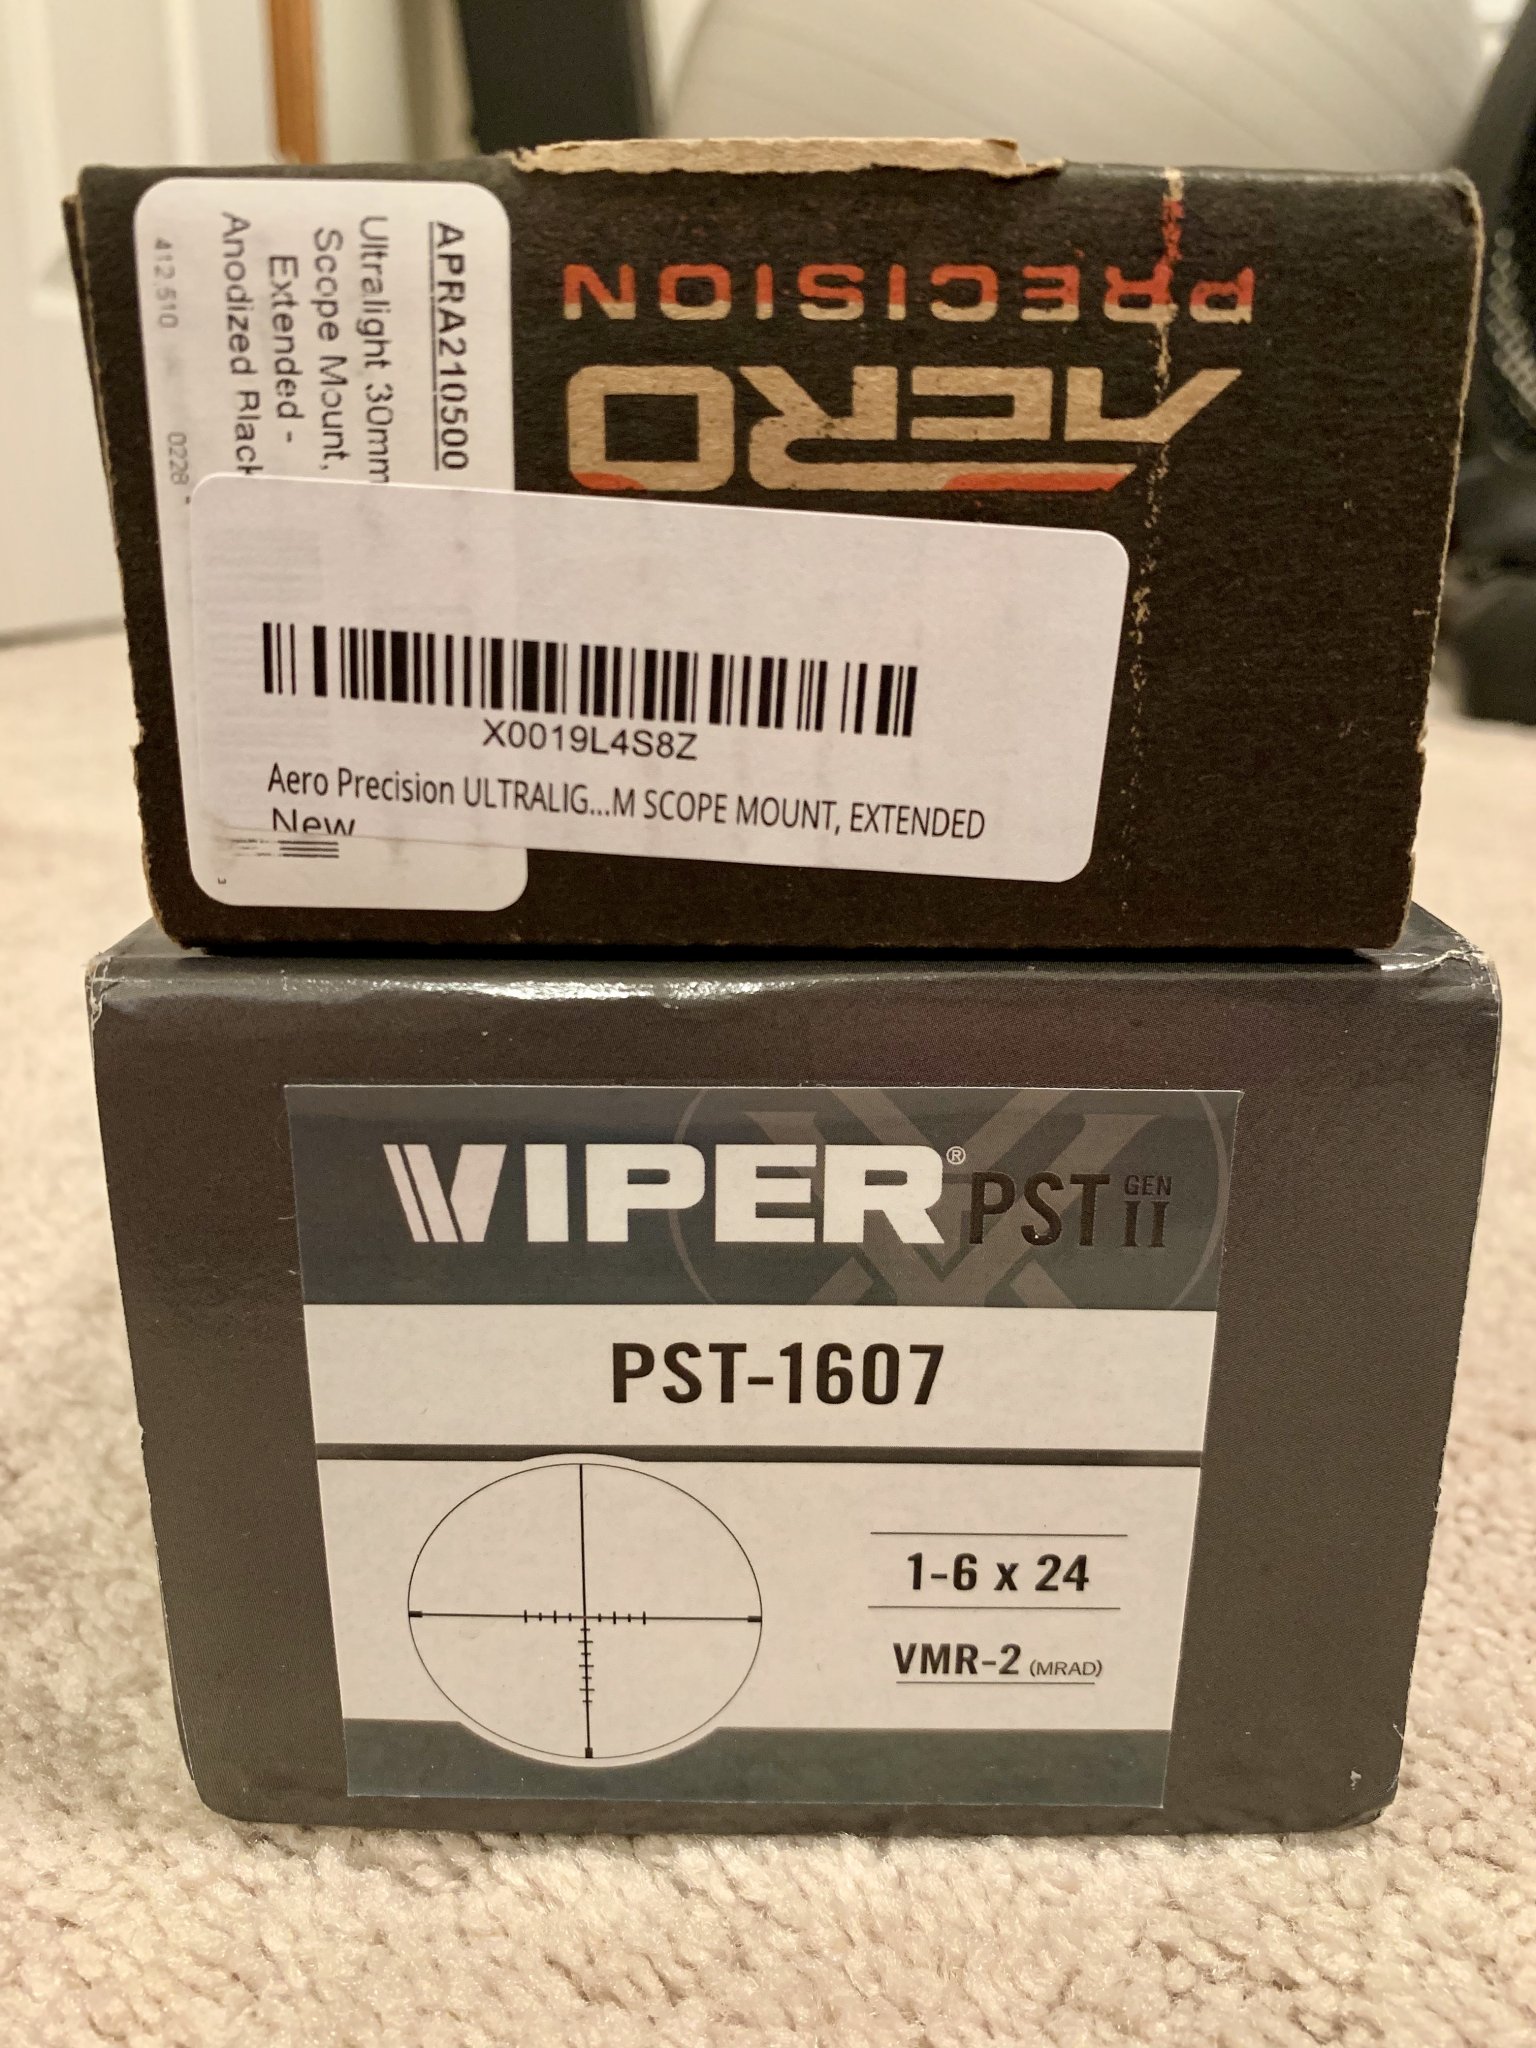 APRA210500
Ultralight 30mm
Scope Mount,
Extended -
Anodized Black
412.510
0228
AERO
PRECISION
X0019L4S8Z
Aero Precision ULTRALIG...M SCOPE MOUNT, EXTENDED
New
VIPER® PST GEN II
PST-1607
1-6 x 24
VMR-2 (MRAD)